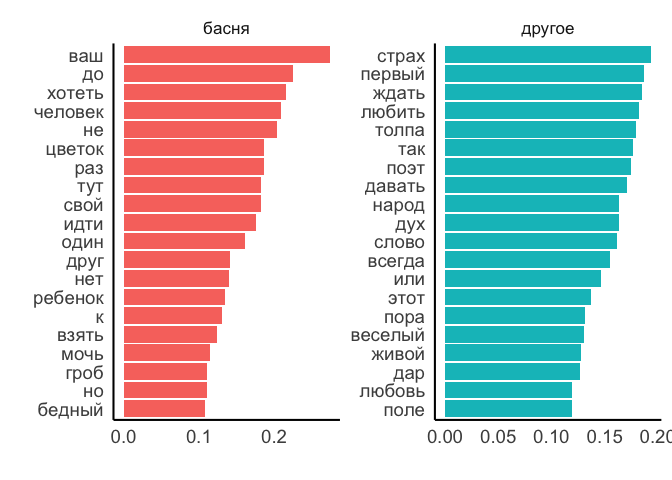 басня
ваш
до
хотеть
человек
не
цветок
раз
тут
свой
идти
один
друг
нет
ребенок
к
взять
мочь
гроб
но
бедный
0.0 0.1 0.2
другое
страх
первый
ждать
любить
толпа
так
поэт
давать
народ
дух
слово
всегда
или
этот
пора
веселый
живой
дар
любовь
поле
0.00 0.05 0.10 0.15 0.20